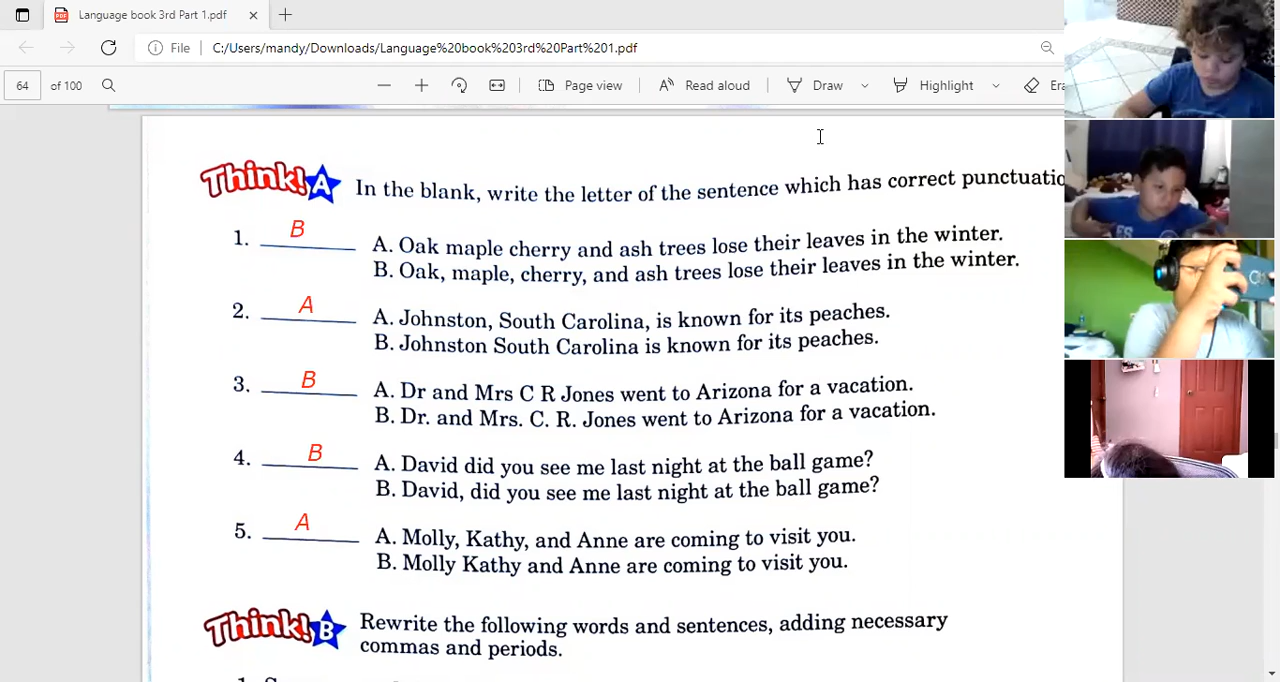 Language book 3rd Part 1.pdf
File C:/Users/mandy/Downloads/Language%20book%203rd%20Part%201.pdf
64 of 100 Page view Read aloud Draw Highlight Era
Think! A In the blank, write the letter of the sentence which has correct punctuatio
1. B A. Oak maple cherry and ash trees lose their leaves in the winter.
B. Oak, maple, cherry, and ash trees lose their leaves in the winter.
2. A A. Johnston, South Carolina, is known for its peaches.
B. Johnston South Carolina is known for its peaches.
3. B A. Dr and Mrs C R Jones went to Arizona for a vacation.
B. Dr. and Mrs. C. R. Jones went to Arizona for a vacation.
4. B A. David did you see me last night at the ball game?
B. David, did you see me last night at the ball game?
5. A A. Molly, Kathy, and Anne are coming to visit you.
B. Molly Kathy and Anne are coming to visit you.
Think! B Rewrite the following words and sentences, adding necessary
commas and periods.